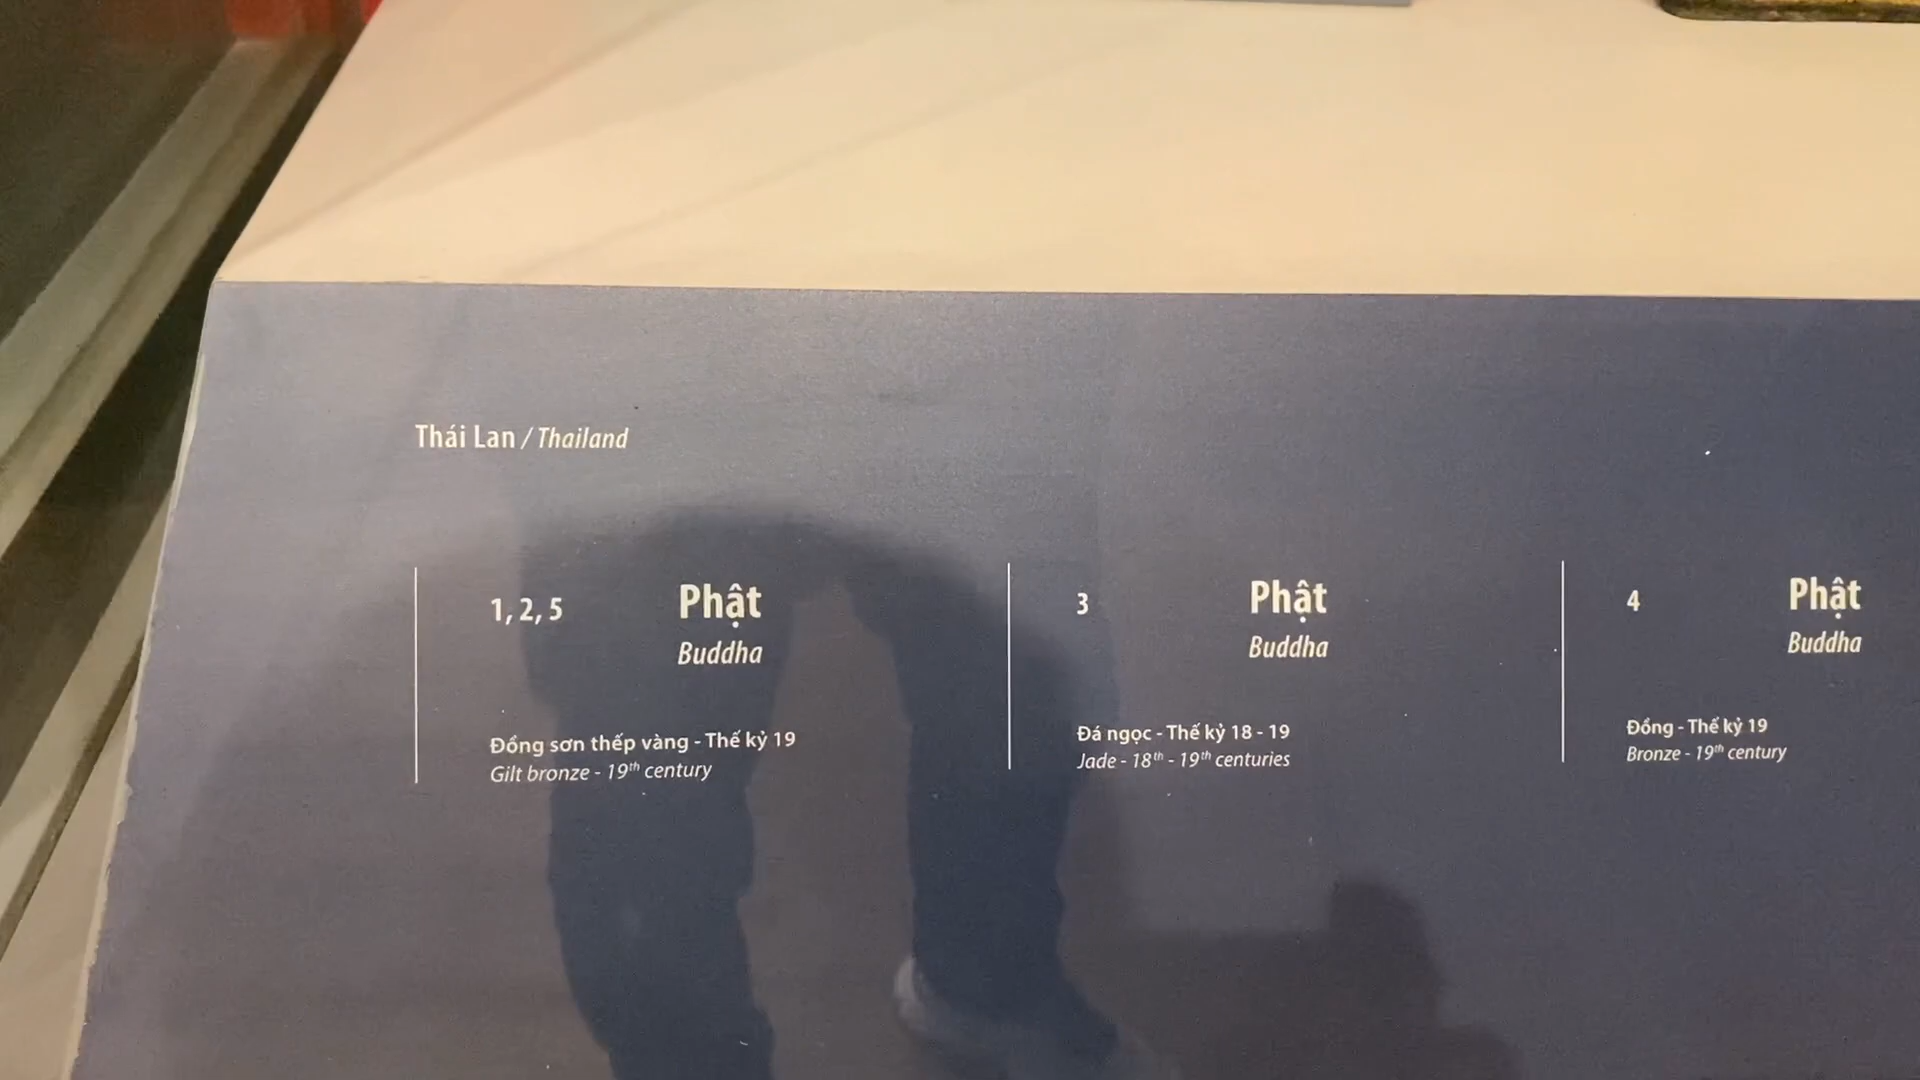 Thái Lan / Thailand
1, 2, 5
Phật
Buddha
Đồng sơn thếp vàng - Thế kỷ 19
Gilt bronze - 19th century
3
Phật
Buddha
Đá ngọc - Thế kỷ 18 - 19
Jade - 18th - 19th centuries
4
Phật
Buddha
Đồng - Thế kỷ 19
Bronze - 19th century